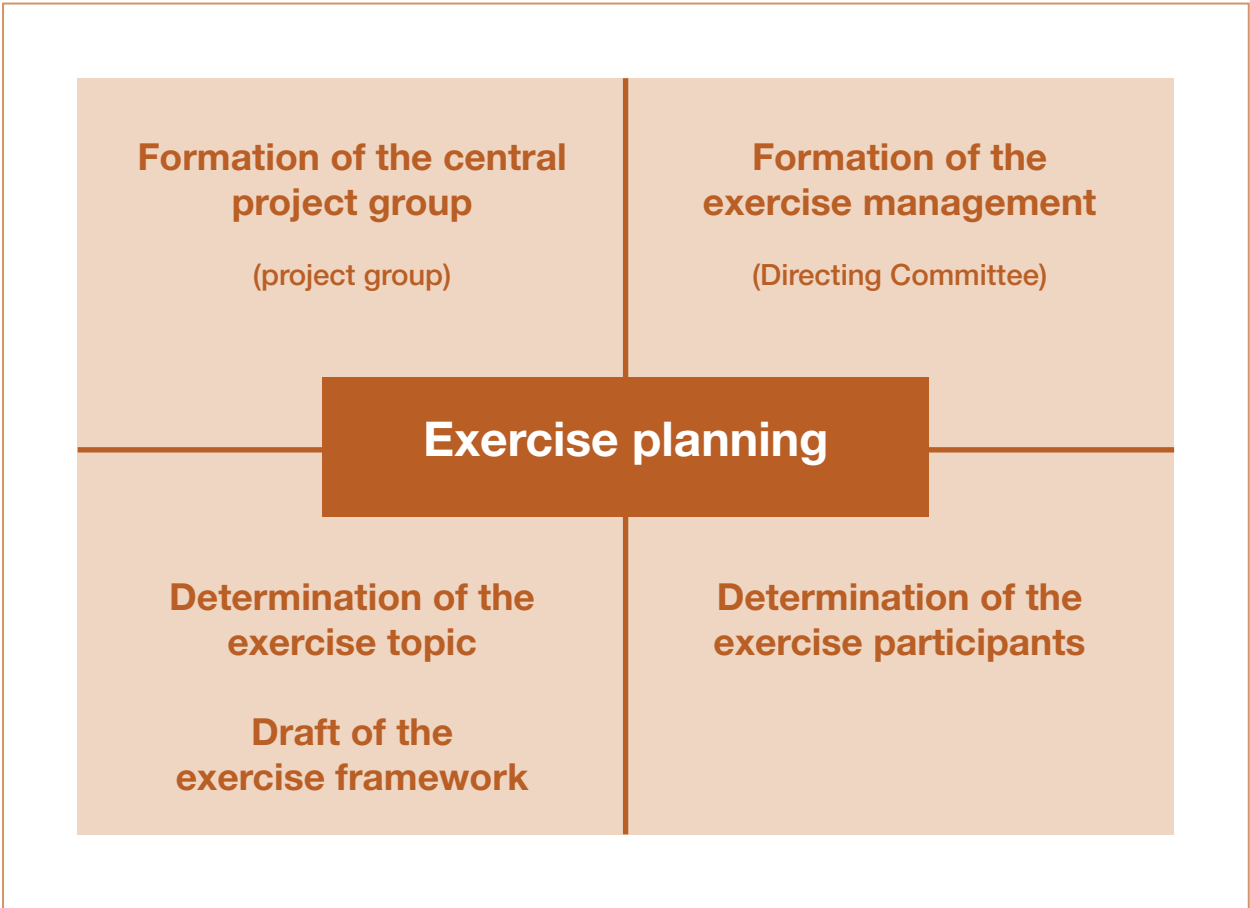 Formation of the central
project group
(project group)
Formation of the
exercise management
(Directing Committee)
Exercise planning
Determination of the
exercise topic
Draft of the
exercise framework
Determination of the
exercise participants